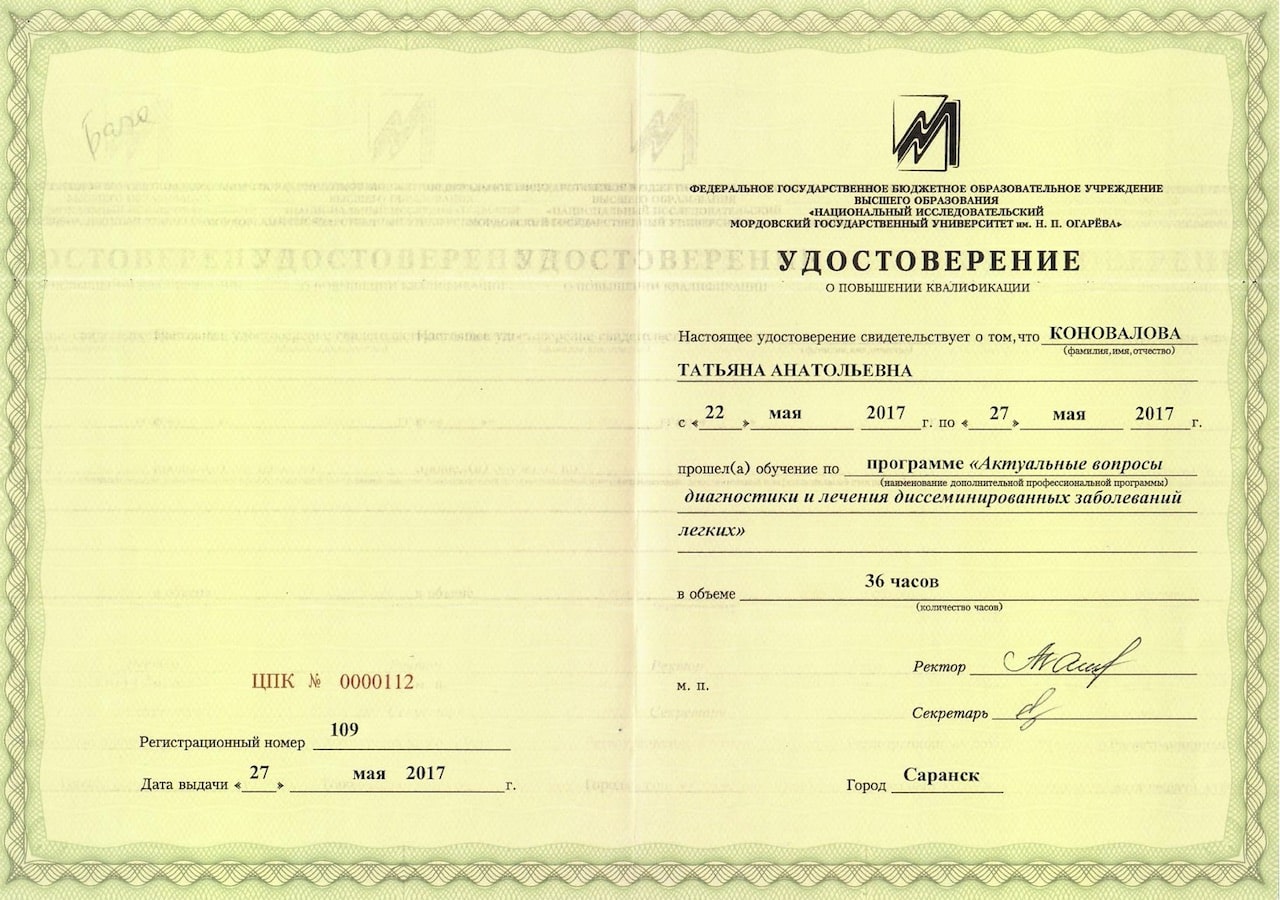 ФЕДЕРАЛЬНОЕ ГОСУДАРСТВЕННОЕ БЮДЖЕТНОЕ ОБРАЗОВАТЕЛЬНОЕ УЧРЕЖДЕНИЕ
ВЫСШЕГО ОБРАЗОВАНИЯ
«НАЦИОНАЛЬНЫЙ ИССЛЕДОВАТЕЛЬСКИЙ
МОРДОВСКИЙ ГОСУДАРСТВЕННЫЙ УНИВЕРСИТЕТ им. Н. П. ОГАРЁВА»
УДОСТОВЕРЕНИЕ
О ПОВЫШЕНИИ КВАЛИФИКАЦИИ
Настоящее удостоверение свидетельствует о том, что КОНОВАЛОВА
(фамилия, имя, отчество)
ТАТЬЯНА АНАТОЛЬЕВНА
с «22» мая 2017 г. по «27» мая 2017 г.
прошел(а) обучение по программе «Актуальные вопросы
(наименование дополнительной профессиональной программы)
диагностики и лечения диссеминированных заболеваний
легких»
в объеме 36 часов
(количество часов)
Ректор
м. п.
Секретарь
Город Саранск
ЦПК № 0000112
Регистрационный номер 109
Дата выдачи «27» мая 2017 г.